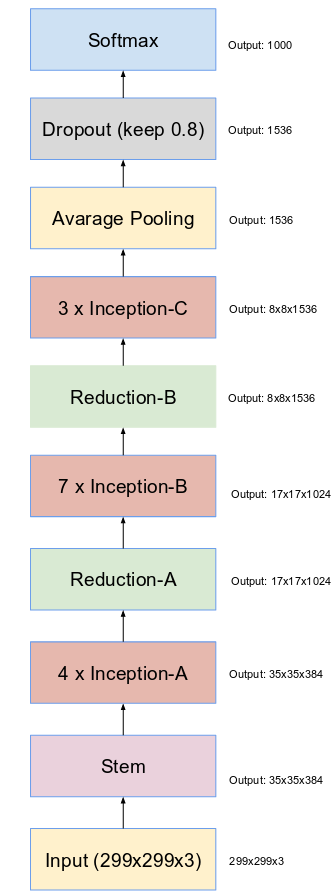 Softmax
Output: 1000
Dropout (keep 0.8)
Output: 1536
Avarage Pooling
Output: 1536
3 x Inception-C
Output: 8x8x1536
Reduction-B
Output: 8x8x1536
7 x Inception-B
Output: 17x17x1024
Reduction-A
Output: 17x17x1024
4 x Inception-A
Output: 35x35x384
Stem
Output: 35x35x384
Input (299x299x3)
299x299x3